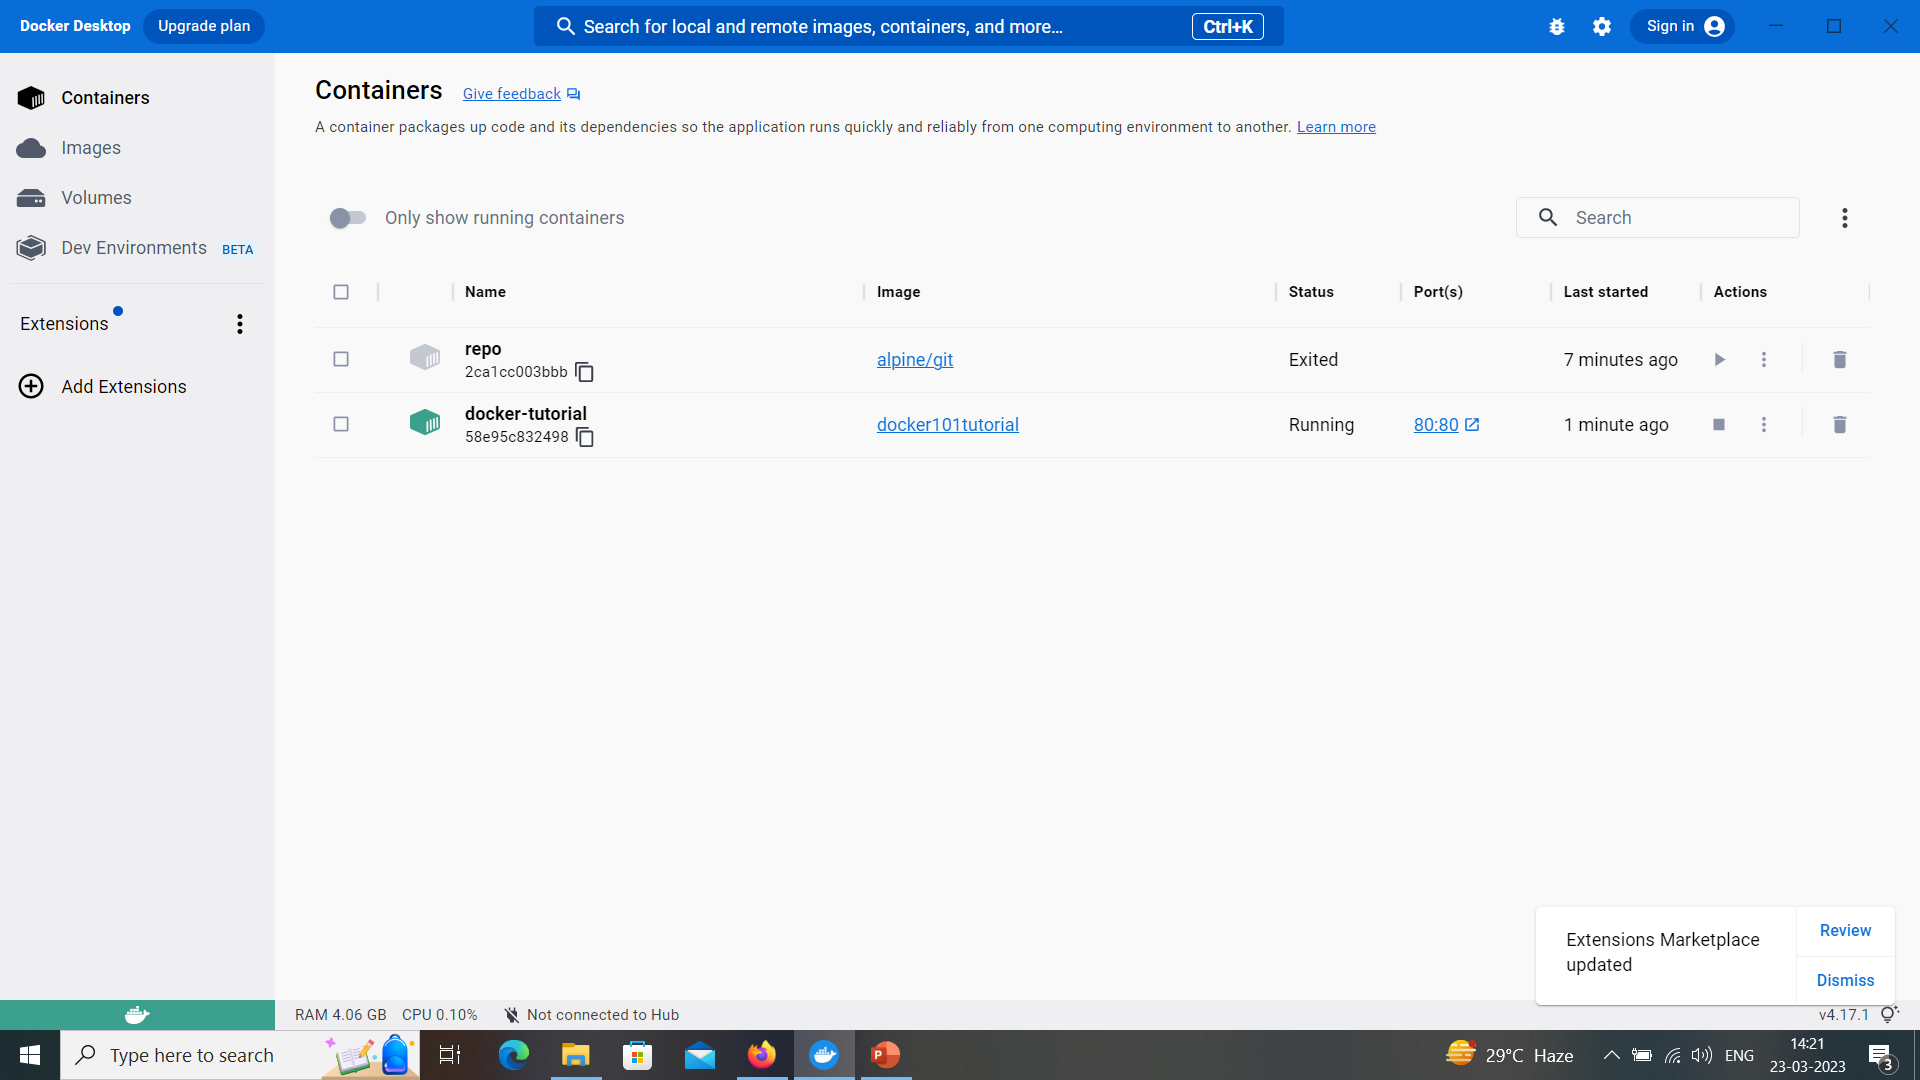 Docker Desktop Upgrade plan Search for local and remote images, containers, and more... Ctrl+K Sign in
Containers
Images
Volumes
Dev Environments BETA
Extensions
Add Extensions
Containers Give feedback
A container packages up code and its dependencies so the application runs quickly and reliably from one computing environment to another. Learn more
Only show running containers Search
Name Image Status Port(s) Last started Actions
repo
2ca1cc003bbb alpine/git Exited 7 minutes ago
docker-tutorial
58e95c832498 docker101tutorial Running 80:80 1 minute ago
Extensions Marketplace
updated
Review
Dismiss
RAM 4.06 GB CPU 0.10% Not connected to Hub v4.17.1
Type here to search 29°C Haze ENG 14:21
23-03-2023 3